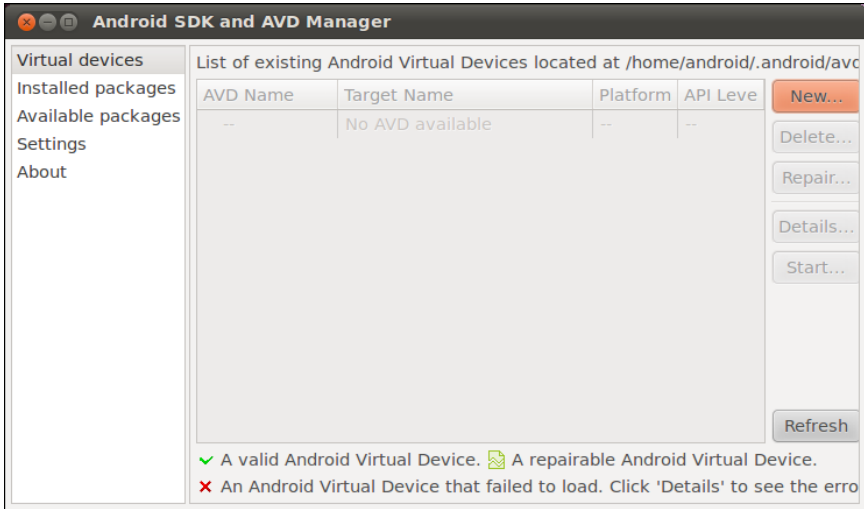 Android SDK and AVD Manager
Virtual devices
Installed packages
Available packages
Settings
About
List of existing Android Virtual Devices located at /home/android/.android/avd
AVD Name Target Name Platform API Leve
-- No AVD available -- --
New...
Delete...
Repair...
Details...
Start...
Refresh
A valid Android Virtual Device. A repairable Android Virtual Device.
An Android Virtual Device that failed to load. Click 'Details' to see the erro